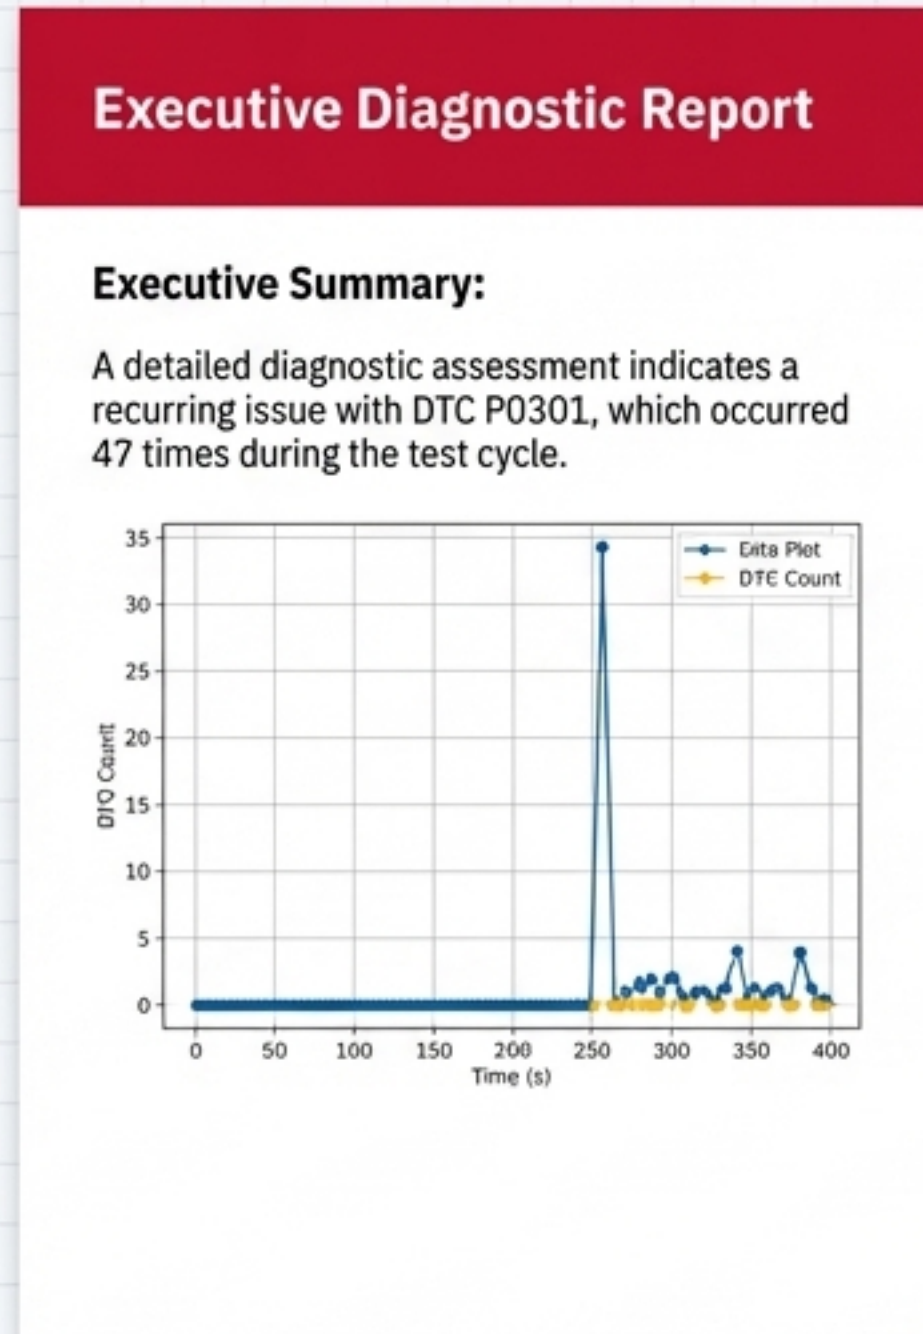 Executive Diagnostic Report
Executive Summary:
A detailed diagnostic assessment indicates a
recurring issue with DTC P0301, which occurred
47 times during the test cycle.
35
30
25
20
15
10
5
0
Plet
Count
0 50 100 150 200 250 300 350 400
Time (s)